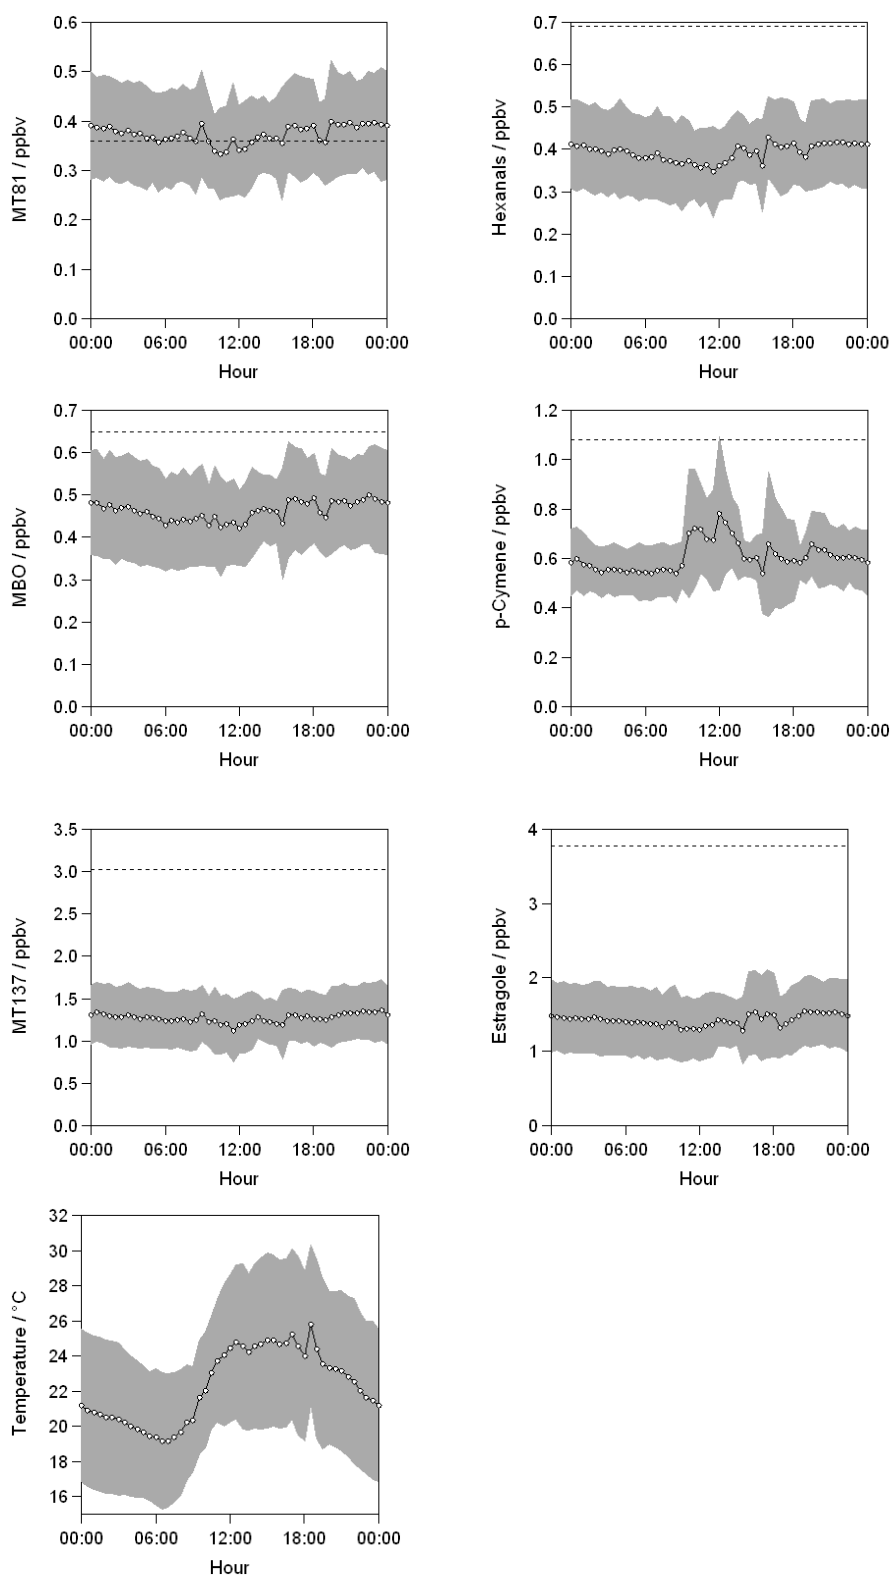 MT81 / ppbv
0.6
0.5
0.4
0.3
0.2
0.1
0.0
00:00 06:00 12:00 18:00 00:00
Hour
Hexanals / ppbv
0.7
0.6
0.5
0.4
0.3
0.2
0.1
0.0
00:00 06:00 12:00 18:00 00:00
Hour
MBO / ppbv
0.7
0.6
0.5
0.4
0.3
0.2
0.1
0.0
00:00 06:00 12:00 18:00 00:00
Hour
p-Cymene / ppbv
1.2
1.0
0.8
0.6
0.4
0.2
0.0
00:00 06:00 12:00 18:00 00:00
Hour
MT137 / ppbv
3.5
3.0
2.5
2.0
1.5
1.0
0.5
0.0
00:00 06:00 12:00 18:00 00:00
Hour
Estragole / ppbv
4
3
2
1
0
00:00 06:00 12:00 18:00 00:00
Hour
Temperature / °C
32
30
28
26
24
22
20
18
16
00:00 06:00 12:00 18:00 00:00
Hour